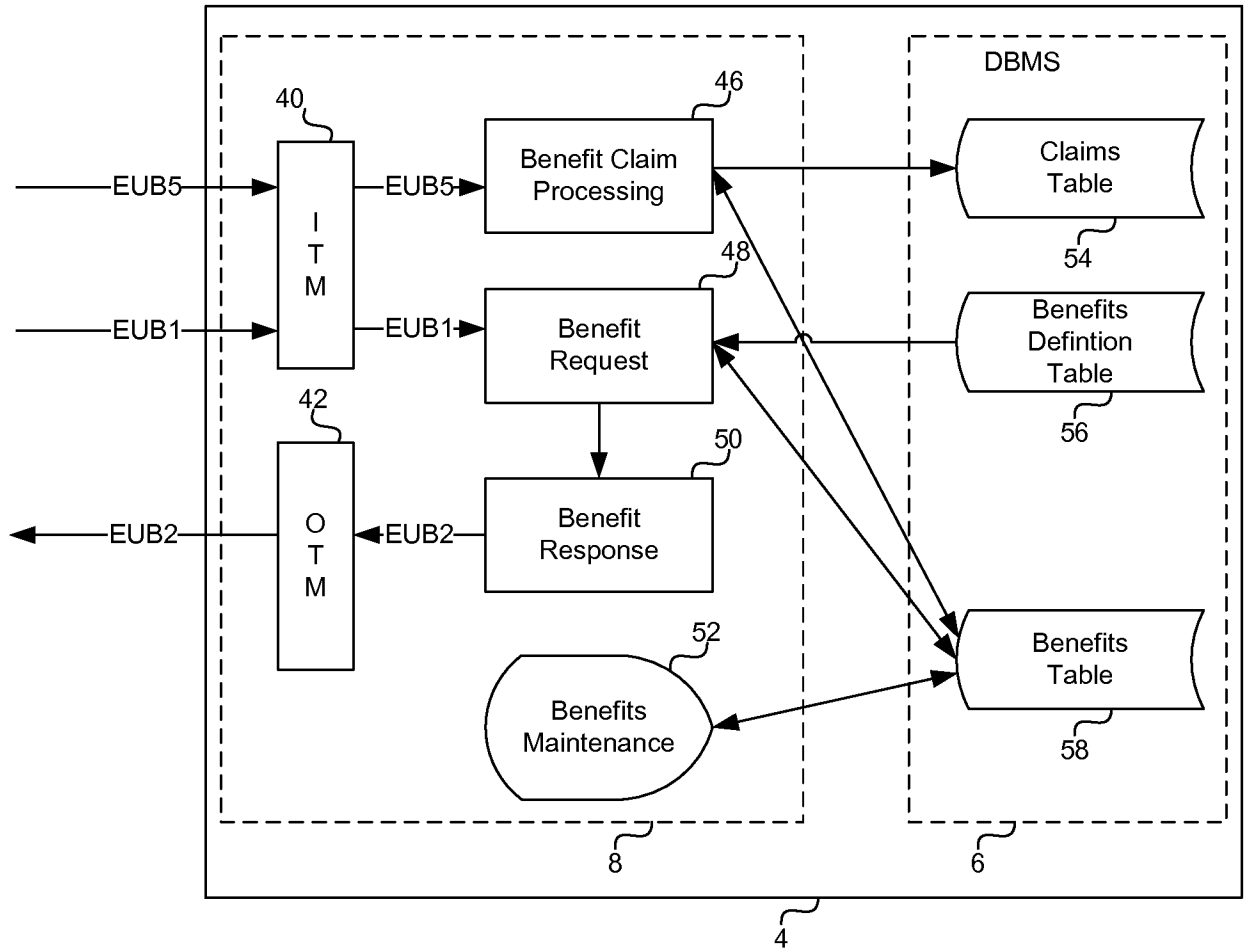 DBMS
40
46
EUB5
EUB5
I
T
M
Benefit Claim
Processing
Claims
Table
54
48
EUB1
EUB1
Benefit
Request
Benefits
Defintion
Table
56
42
50
EUB2
O
T
M
EUB2
Benefit
Response
52
Benefits
Maintenance
Benefits
Table
58
8
6
4